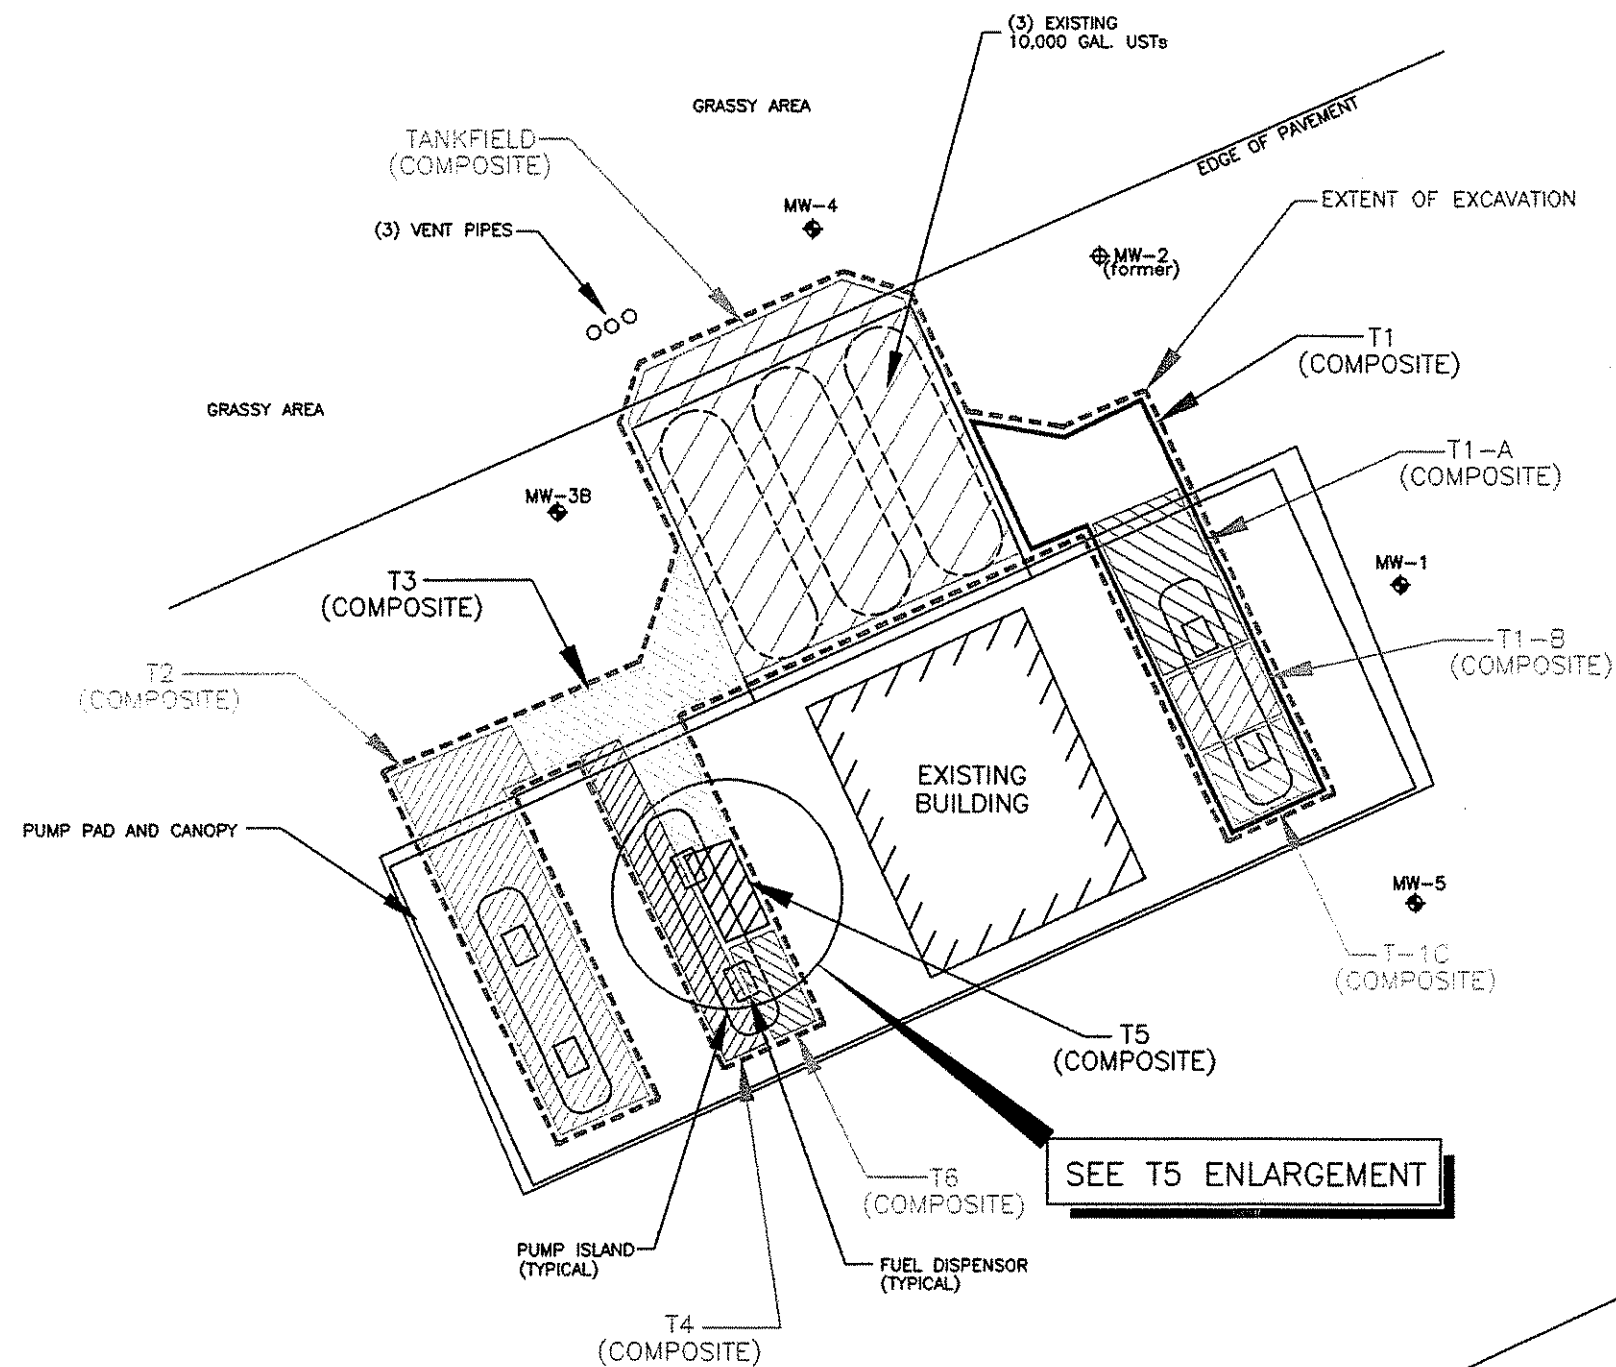 (3) EXISTING
10,000 GAL. USTs
GRASSY AREA
EDGE OF PAVEMENT
TANKFIELD
(COMPOSITE)
EXTENT OF EXCAVATION
MW-4
(3) VENT PIPES
MW-2
(former)
T1
(COMPOSITE)
GRASSY AREA
T1-A
(COMPOSITE)
MW-3B
MW-1
T3
(COMPOSITE)
T1-B
(COMPOSITE)
T2
(COMPOSITE)
EXISTING
BUILDING
PUMP PAD AND CANOPY
MW-5
T-1C
(COMPOSITE)
T5
(COMPOSITE)
SEE T5 ENLARGEMENT
T6
(COMPOSITE)
PUMP ISLAND
(TYPICAL)
FUEL DISPENSOR
(TYPICAL)
T4
(COMPOSITE)